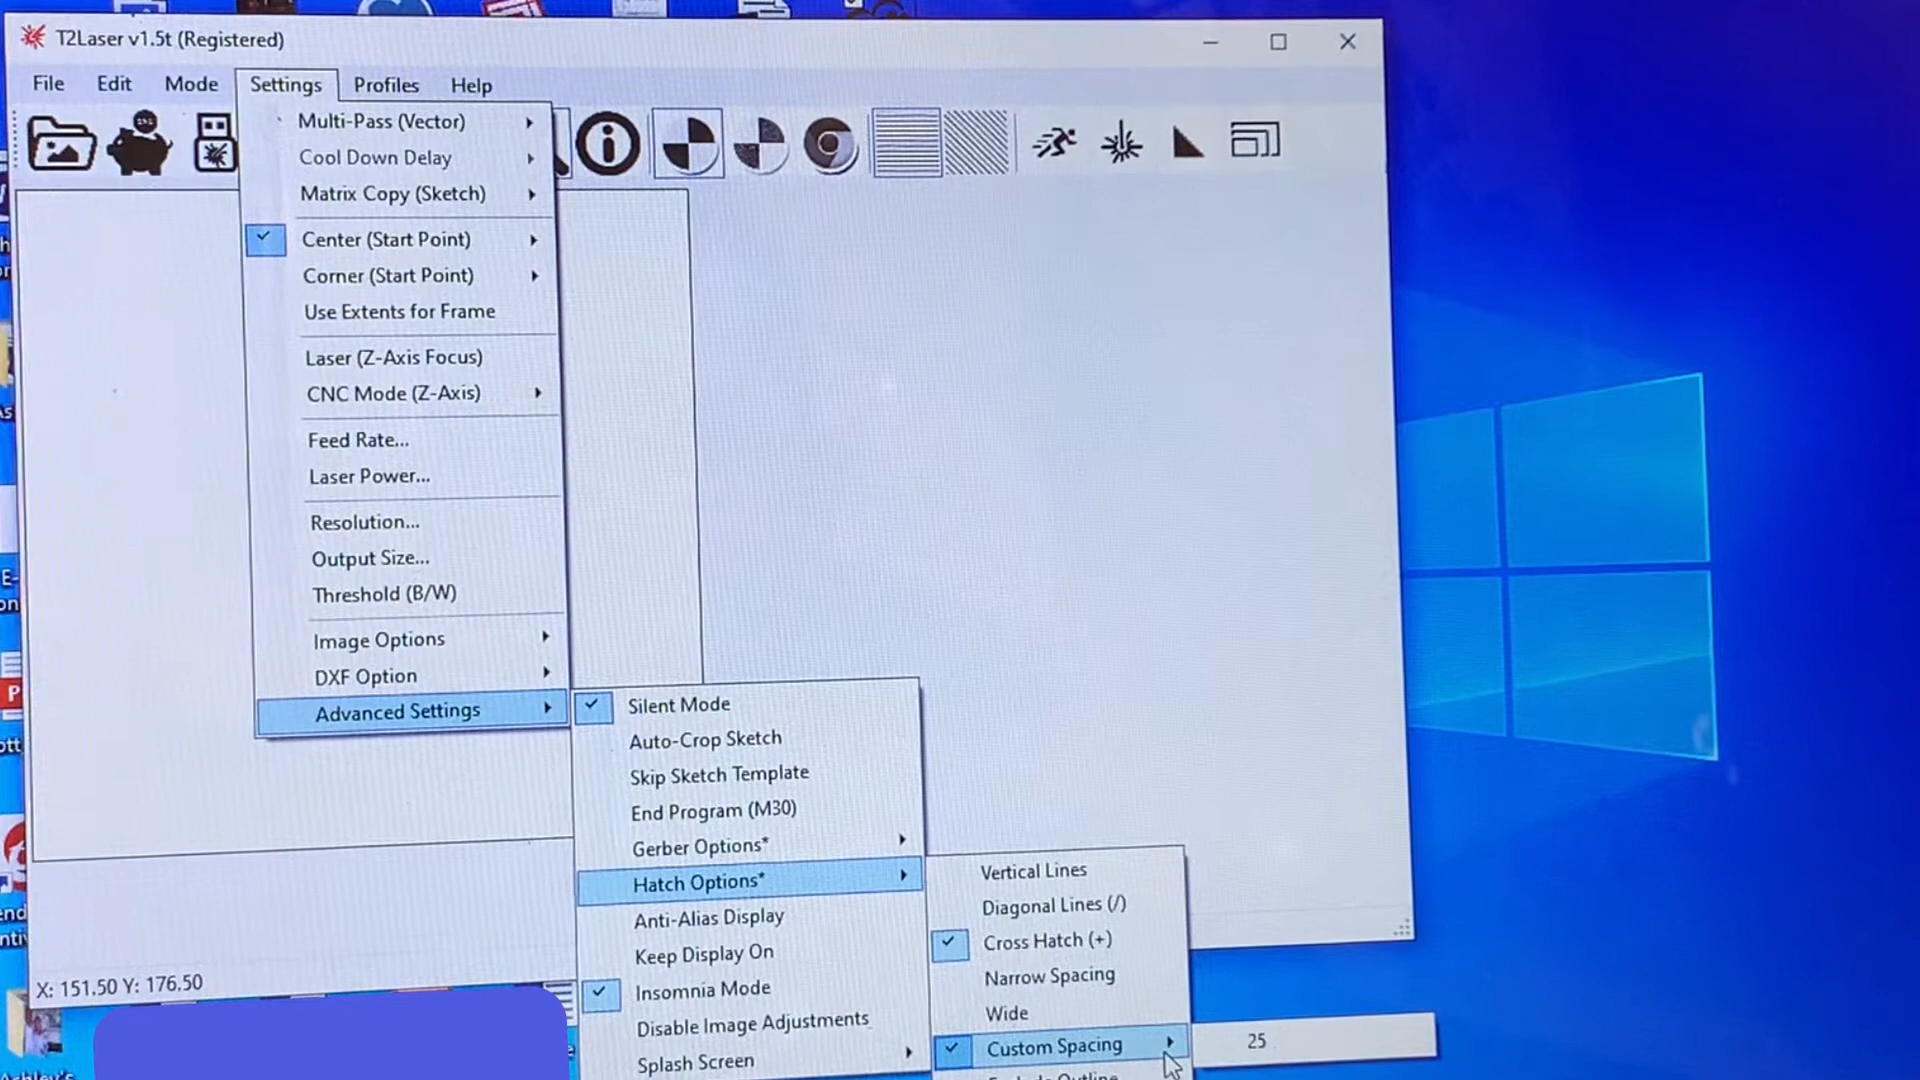 T2Laser v1.5t (Registered)
File Edit Mode Settings Profiles Help
Multi-Pass (Vector)
Cool Down Delay
Matrix Copy (Sketch)
Center (Start Point)
Corner (Start Point)
Use Extents for Frame
Laser (Z-Axis Focus)
CNC Mode (Z-Axis)
Feed Rate...
Laser Power...
Resolution...
Output Size...
Threshold (B/W)
Image Options
DXF Option
Advanced Settings
Silent Mode
Auto-Crop Sketch
Skip Sketch Template
End Program (M30)
Gerber Options*
Hatch Options*
Anti-Alias Display
Keep Display On
Insomnia Mode
Disable Image Adjustments
Splash Screen
Vertical Lines
Diagonal Lines (/)
Cross Hatch (+)
Narrow Spacing
Wide
Custom Spacing
25
X: 151.50 Y: 176.50